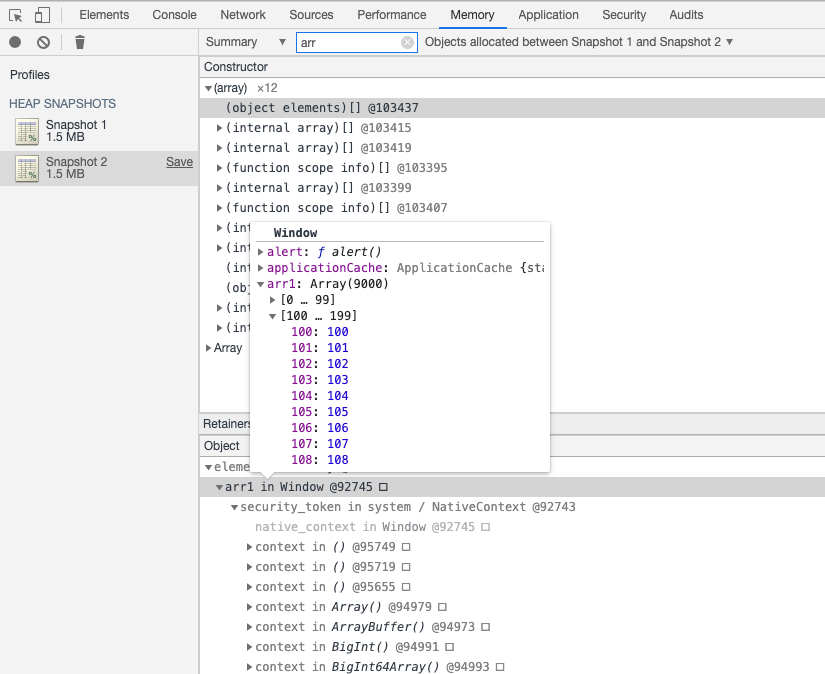 Elements Console Network Sources Performance Memory Application Security Audits
Summary ▼ arr Objects allocated between Snapshot 1 and Snapshot 2 ▼
Profiles
HEAP SNAPSHOTS
Snapshot 1
1.5 MB
Snapshot 2 Save
1.5 MB
Constructor
▼(array) ×12
(object elements)[] @103437
▶(internal array)[] @103415
▶(internal array)[] @103419
▶(function scope info)[] @103395
▶(internal array)[] @103399
▶(function scope info)[] @103407
▶(int
▶(int
(int
(obj
▶(int
▶(int
▶Array
Window
▶alert: ƒ alert()
▶applicationCache: ApplicationCache {sta
▼arr1: Array(9000)
▶[0 … 99]
▼[100 … 199]
100: 100
101: 101
102: 102
103: 103
104: 104
105: 105
106: 106
107: 107
108: 108
Retainers
Object
▼eleme
▼arr1 in Window @92745 □
▼security_token in system / NativeContext @92743
native_context in Window @92745 □
▶context in () @95749 □
▶context in () @95719 □
▶context in () @95655 □
▶context in Array() @94979 □
▶context in ArrayBuffer() @94973 □
▶context in BigInt() @94991 □
▶context in BigInt64Array() @94993 □